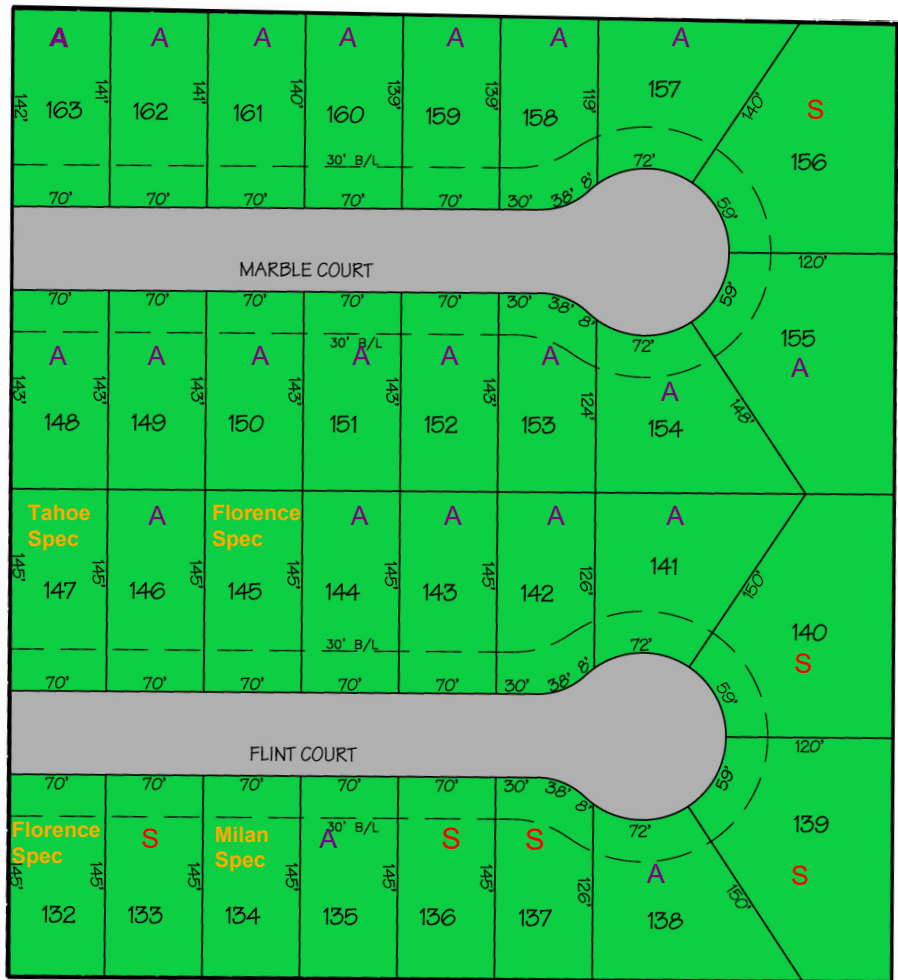 A A A A A A A
142' 163 141' 162 141' 161 140' 160 139' 159 139' 158 119' 157 140' S
156
30' B/L 72'
70' 70' 70' 70' 70' 30' 38' 8' 59'
MARBLE COURT 120'
70' 70' 70' 70' 70' 30' 38' 8' 59'
30' B/L 72' 155
A A A A A A A A
143' 148 143' 149 143' 150 143' 151 152 143' 153 124' 154 148'
Tahoe
Spec
A
Florence
Spec
A A A A
145' 147 145' 146 145' 145 145' 144 145' 143 145' 142 126' 141 150'
140
S
30' B/L 72'
70' 70' 70' 70' 70' 30' 38' 8' 59'
FLINT COURT 120'
70' 70' 70' 70' 70' 30' 38' 8' 59'
30' B/L 72' 139
Florence
Spec
S
Milan
Spec
A S S A S
145' 132 145' 133 134 145' 135 136 145' 137 126' 138 150'